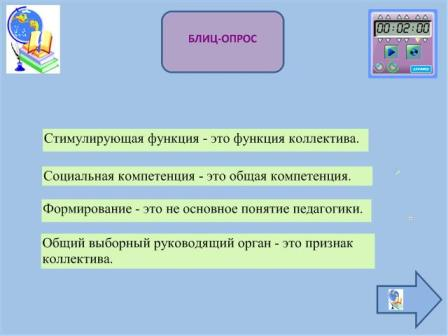 БЛИЦ-ОПРОС
00:02:00
Стимулирующая функция - это функция коллектива.
Социальная компетенция - это общая компетенция.
Формирование - это не основное понятие педагогики.
Общий выборный руководящий орган - это признак
коллектива.